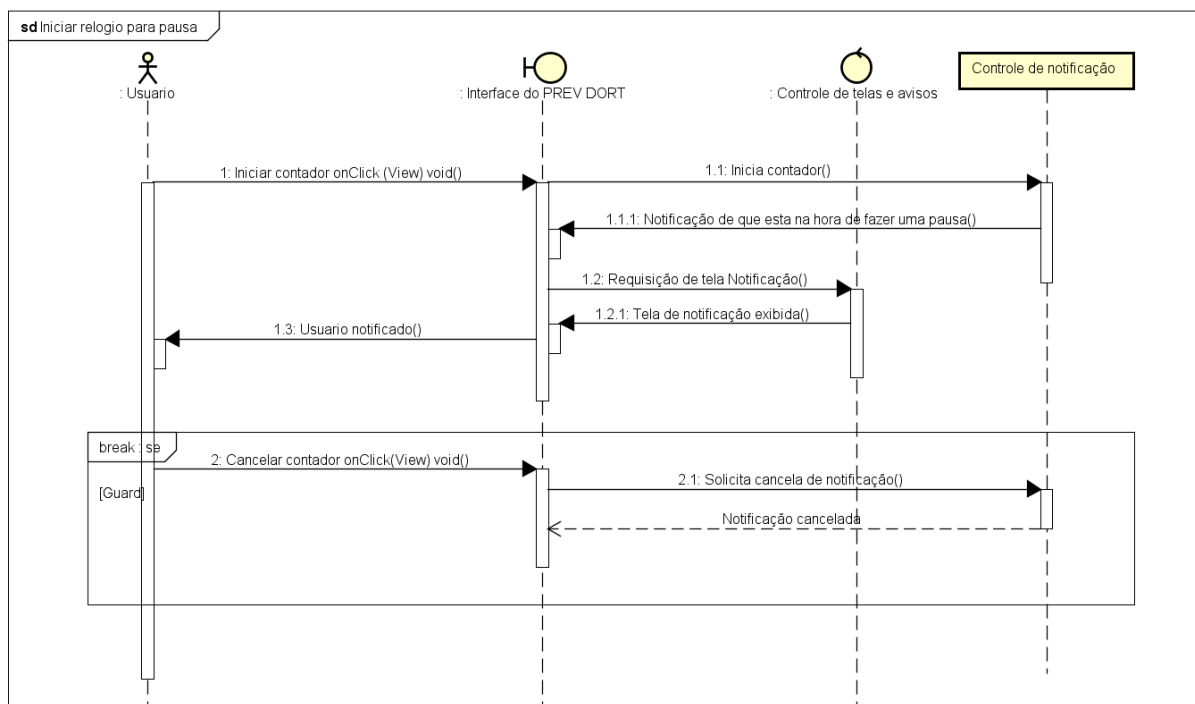 sd Iniciar relogio para pausa
: Usuario
: Interface do PREV DORT
: Controle de telas e avisos
Controle de notificação
1: Iniciar contador onClick (View) void()
1.1: Inicia contador()
1.1.1: Notificação de que esta na hora de fazer uma pausa()
1.2: Requisição de tela Notificação()
1.2.1: Tela de notificação exibida()
1.3: Usuario notificado()
break : se
2: Cancelar contador onClick(View) void()
[Guard]
2.1: Solicita cancela de notificação()
Notificação cancelada